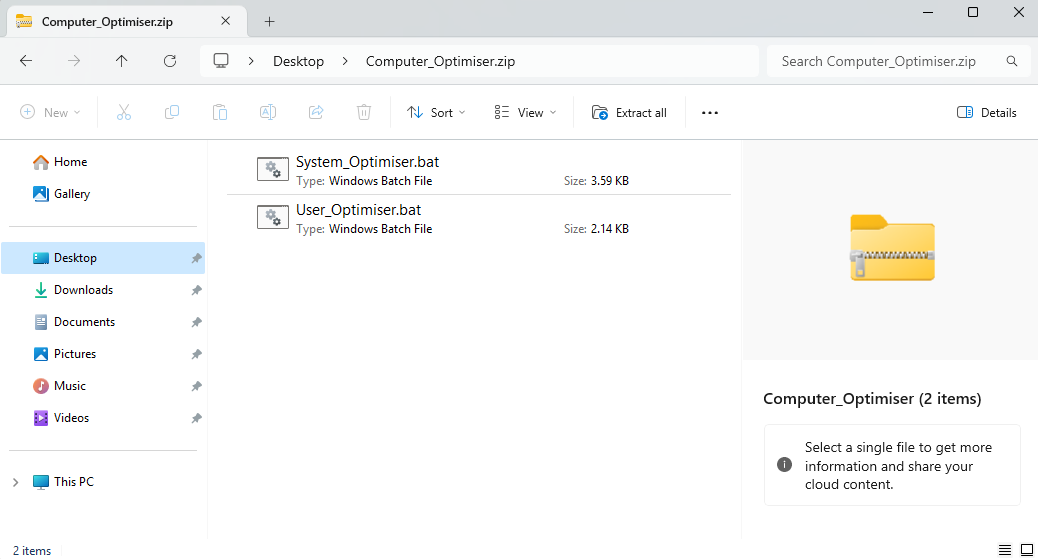 Computer_Optimiser.zip
Desktop Computer_Optimiser.zip Search Computer_Optimiser.zip
New Sort View Extract all Details
Home
Gallery
Desktop
Downloads
Documents
Pictures
Music
Videos
This PC
System_Optimiser.bat
Type: Windows Batch File Size: 3.59 KB
User_Optimiser.bat
Type: Windows Batch File Size: 2.14 KB
Computer_Optimiser (2 items)
Select a single file to get more
information and share your
cloud content.
2 items